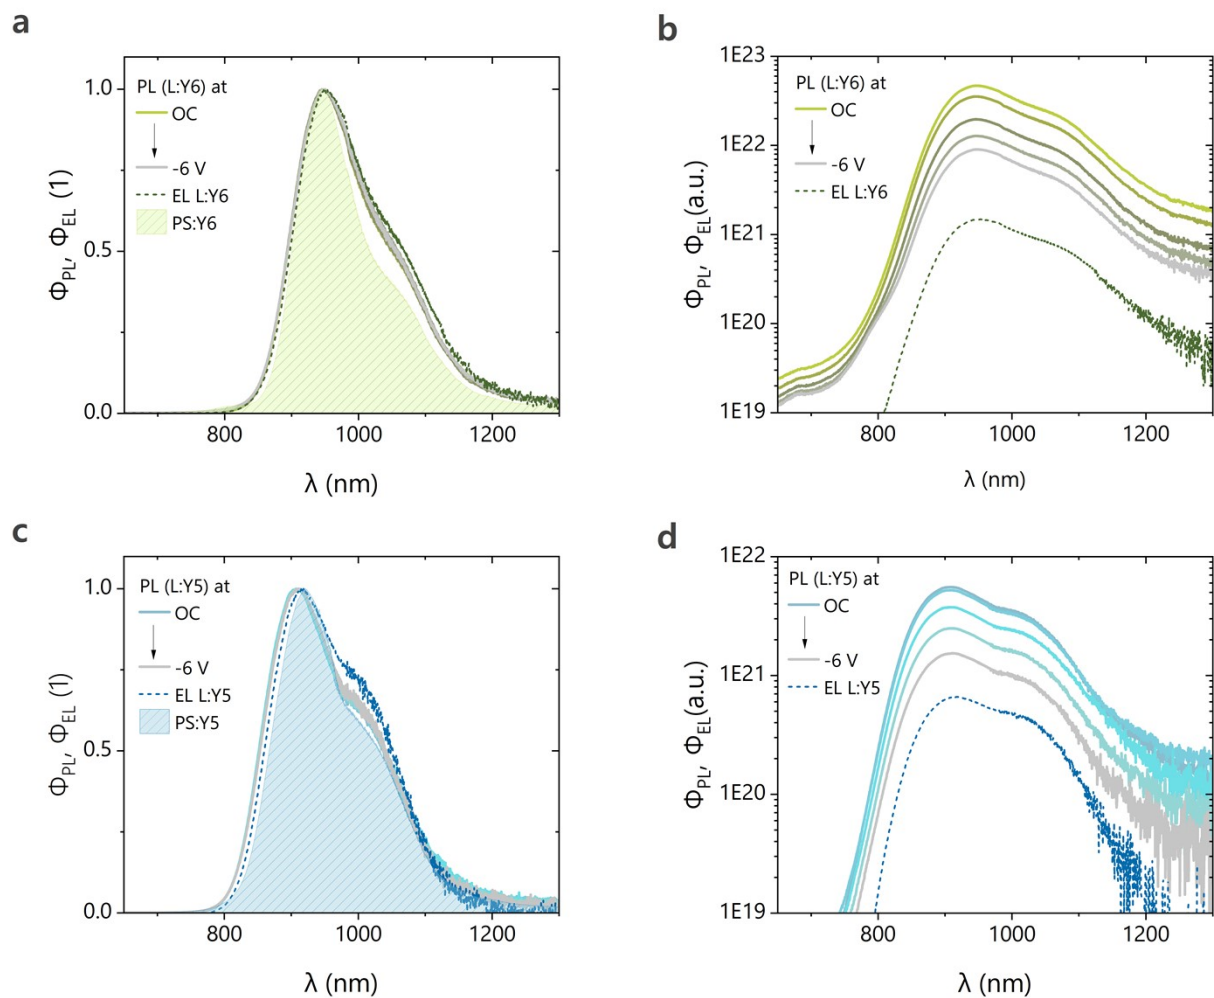 a
PL (L:Y6) at
OC
-6 V
EL L:Y6
PS:Y6
1.0
0.5
0.0
Φ_PL, Φ_EL (1)
800
1000
1200
λ (nm)
b
PL (L:Y6) at
OC
-6 V
EL L:Y6
1E23
1E22
1E21
1E20
1E19
Φ_PL, Φ_EL(a.u.)
800
1000
1200
λ (nm)
c
PL (L:Y5) at
OC
-6 V
EL L:Y5
PS:Y5
1.0
0.5
0.0
Φ_PL, Φ_EL (1)
800
1000
1200
λ (nm)
d
PL (L:Y5) at
OC
-6 V
EL L:Y5
1E22
1E21
1E20
1E19
Φ_PL, Φ_EL(a.u.)
800
1000
1200
λ (nm)